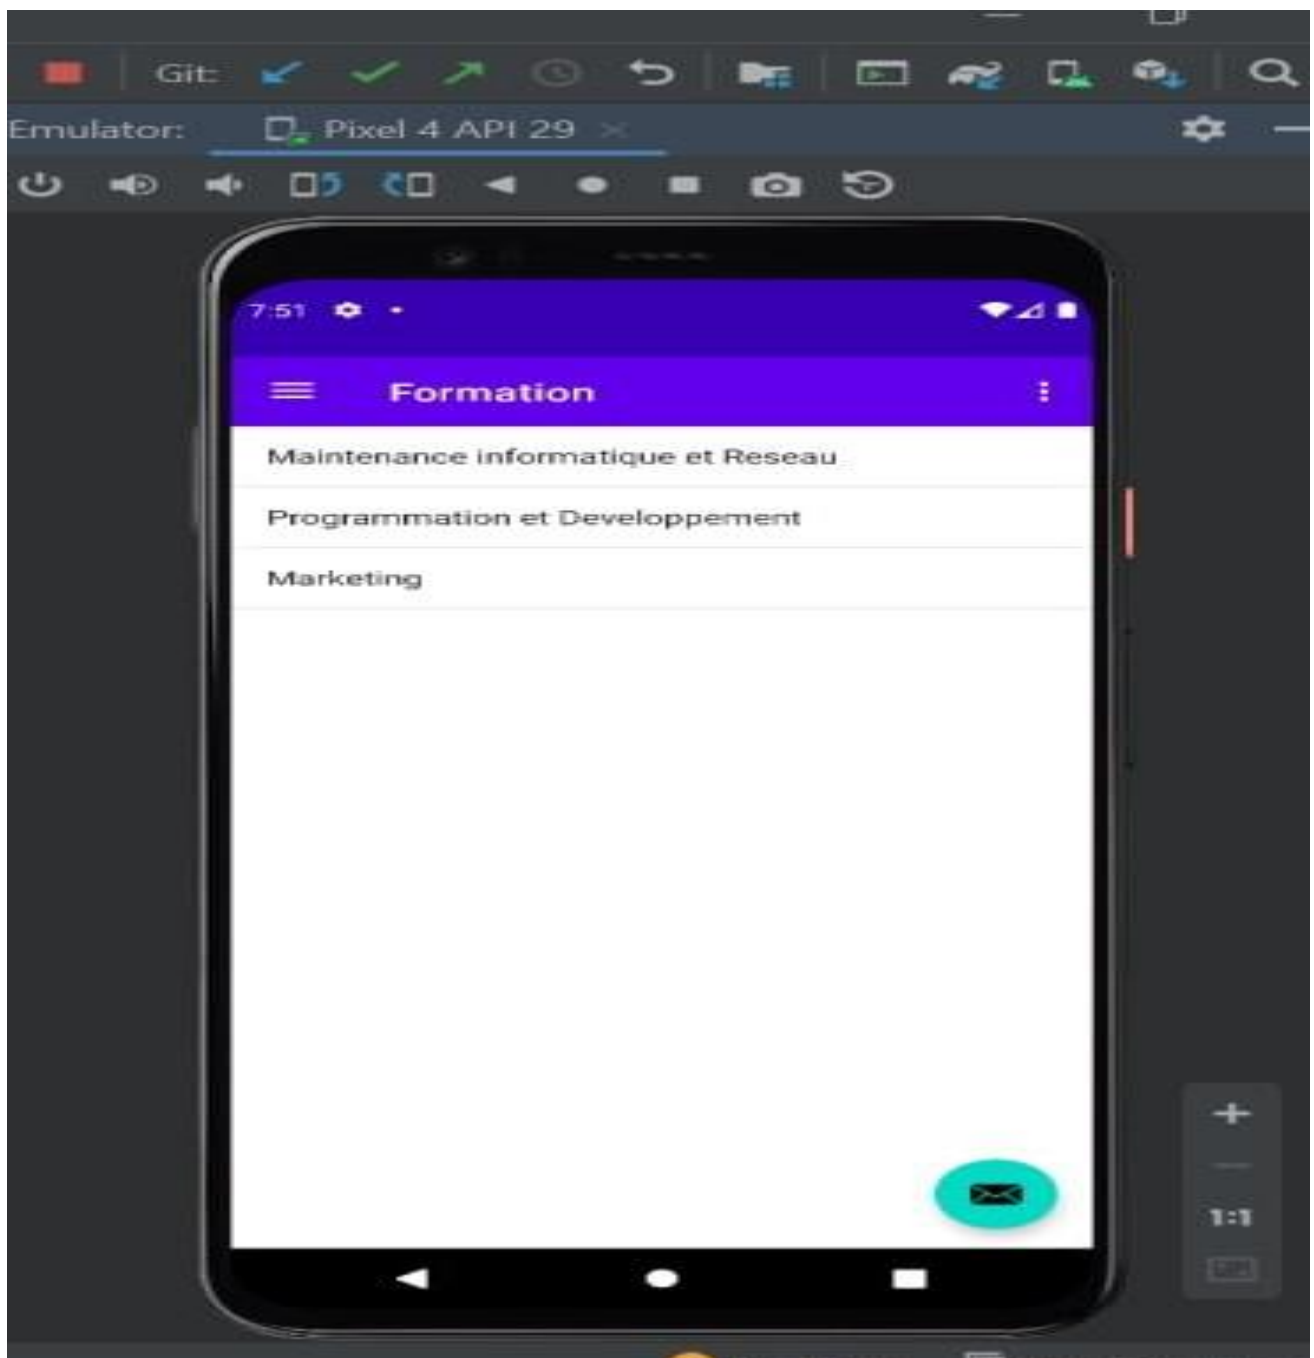 Git:
Emulator: Pixel 4 API 29
7:51
Formation
Maintenance informatique et Reseau
Programmation et Developpement
Marketing
1:1